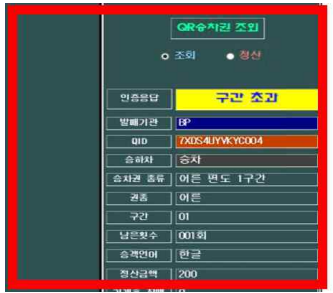 QR승차권 조회
조회 정산
인증응답 구간 초과
발매기관 BP
QID 7XDS4UYVKYC004
승하차 승차
승차권 종류 어른 편도 1구간
권종 어른
구간 01
남은횟수 001회
승객언어 한글
정산금액 200